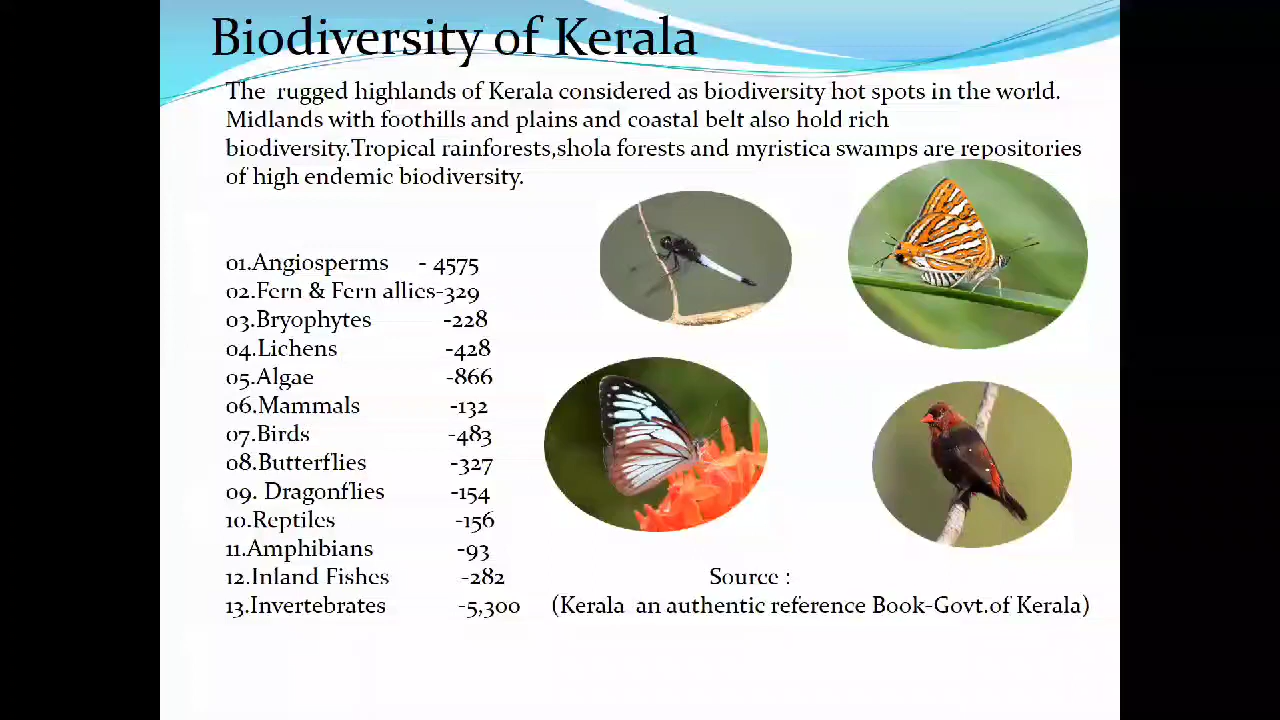 Biodiversity of Kerala
The rugged highlands of Kerala considered as biodiversity hot spots in the world.
Midlands with foothills and plains and coastal belt also hold rich
biodiversity.Tropical rainforests,shola forests and myristica swamps are repositories
of high endemic biodiversity.
01.Angiosperms - 4575
02.Fern & Fern allies-329
03.Bryophytes -228
04.Lichens -428
05.Algae -866
06.Mammals -132
07.Birds -483
08.Butterflies -327
09. Dragonflies -154
10.Reptiles -156
11.Amphibians -93
12.Inland Fishes -282
13.Invertebrates -5,300
Source :
(Kerala an authentic reference Book-Govt.of Kerala)